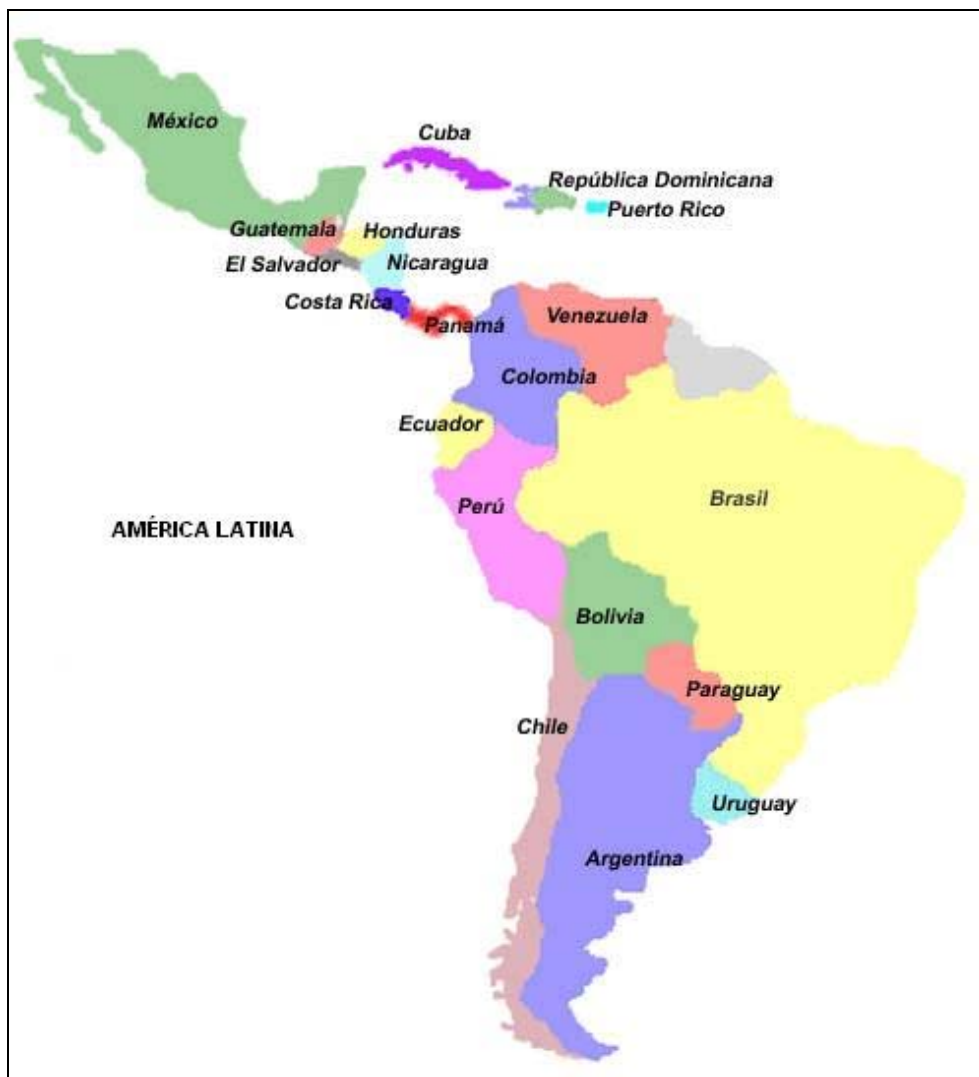 México
Cuba
República Dominicana
Puerto Rico
Guatemala
Honduras
El Salvador
Nicaragua
Costa Rica
Panamá
Venezuela
Colombia
Ecuador
Brasil
Perú
AMÉRICA LATINA
Bolivia
Paraguay
Chile
Uruguay
Argentina